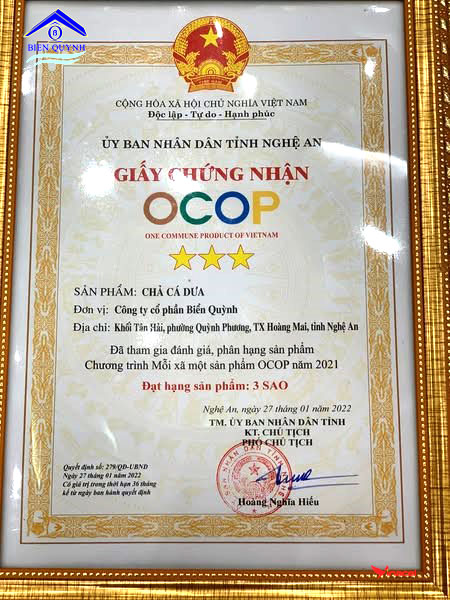 BIỂN QUỲNH
CỘNG HÒA XÃ HỘI CHỦ NGHĨA VIỆT NAM
Độc lập - Tự do - Hạnh phúc
ỦY BAN NHÂN DÂN TỈNH NGHỆ AN
GIẤY CHỨNG NHẬN
OCOP
ONE COMMUNE PRODUCT OF VIETNAM
SẢN PHẨM: CHẢ CÁ DƯA
Đơn vị: Công ty cổ phần Biển Quỳnh
Địa chỉ: Khối Tân Hải, phường Quỳnh Phương, TX Hoàng Mai, tỉnh Nghệ An
Đã tham gia đánh giá, phân hạng sản phẩm
Chương trình Mỗi xã một sản phẩm OCOP năm 2021
Đạt hạng sản phẩm: 3 SAO
Nghệ An, ngày 27 tháng 01 năm 2022
TM. ỦY BAN NHÂN DÂN TỈNH
KT. CHỦ TỊCH
PHÓ CHỦ TỊCH
Quyết định số: 279/QĐ-UBND
Ngày 27 tháng 01 năm 2022
Có giá trị trong thời hạn 36 tháng
kể từ ngày ban hành quyết định
Hoàng Nghĩa Hiếu